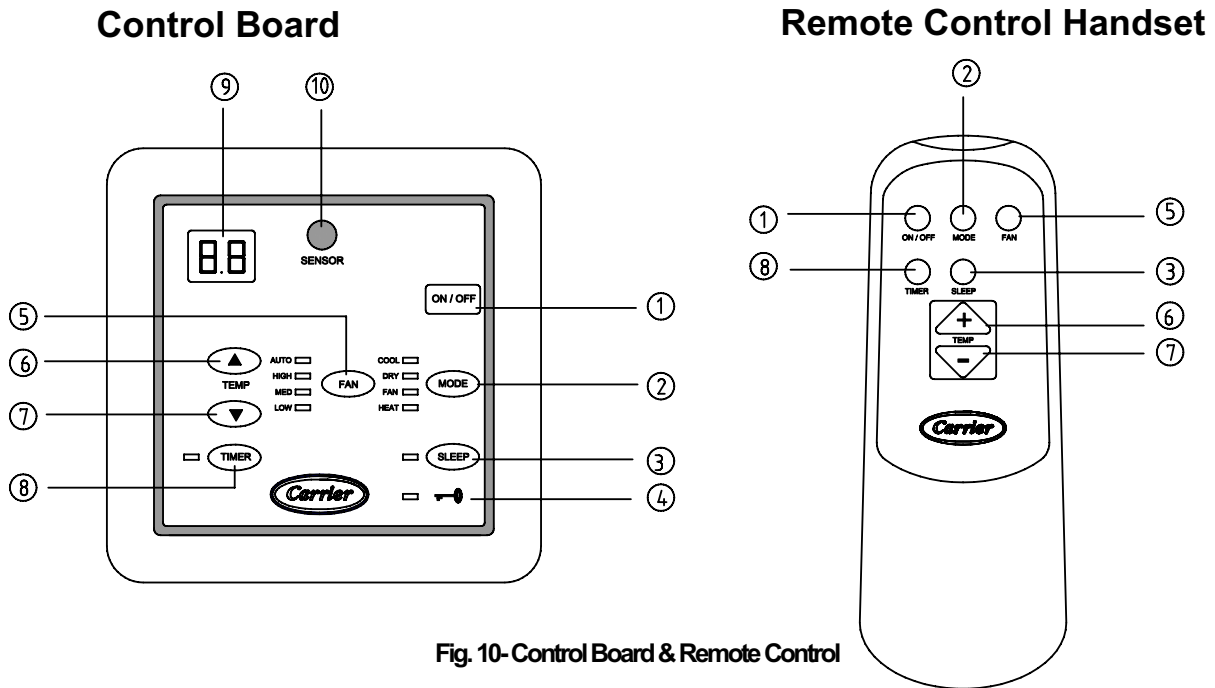 Control Board
Remote Control Handset
⑨
⑩
②
8.8
SENSOR
ON / OFF
①
⑤
⑥
TEMP
AUTO
HIGH
MED
LOW
FAN
COOL
DRY
FAN
HEAT
MODE
②
⑦
TIMER
SLEEP
③
⑧
Carrier
④
①
ON / OFF
MODE
FAN
⑤
⑧
TIMER
SLEEP
③
+
TEMP
-
⑥
⑦
Carrier
Fig. 10- Control Board & Remote Control